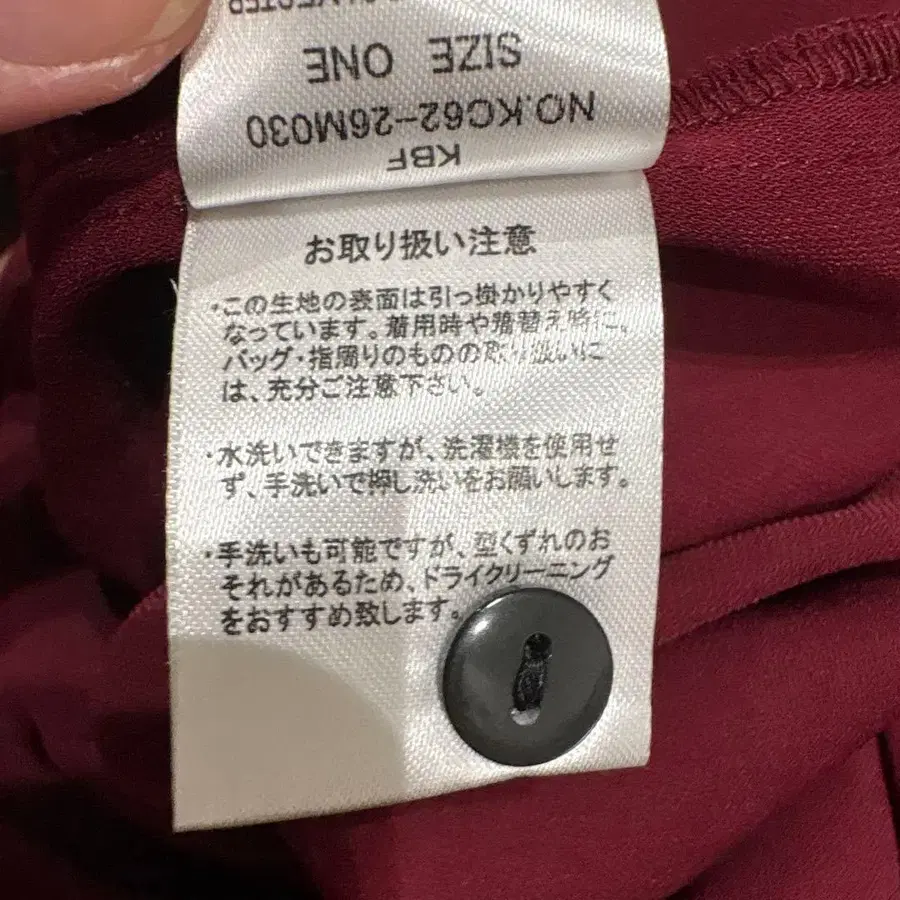 KBF
NO.KC62-26M030
SIZE ONE
お取り扱い注意
・この生地の表面は引っ掛かりやすく
なっています。着用時や着替え時に、
バッグ・指周りのものの取り扱いに
は、充分ご注意下さい。
・水洗いできますが、洗濯機を使用せ
ず、手洗いで押し洗いをお願いします。
・手洗いも可能ですが、型くずれのお
それがあるため、ドライクリーニング
をおすすめ致します。